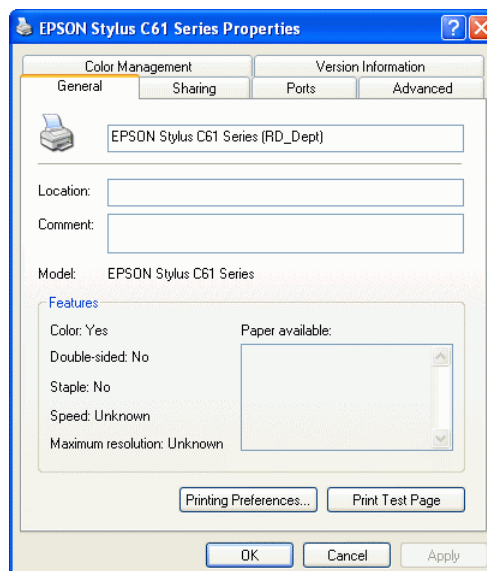 EPSON Stylus C61 Series Properties
Color Management Version Information
General Sharing Ports Advanced
EPSON Stylus C61 Series (RD_Dept)
Location:
Comment:
Model: EPSON Stylus C61 Series
Features
Color: Yes Paper available:
Double-sided: No
Staple: No
Speed: Unknown
Maximum resolution: Unknown
Printing Preferences... Print Test Page
OK Cancel Apply